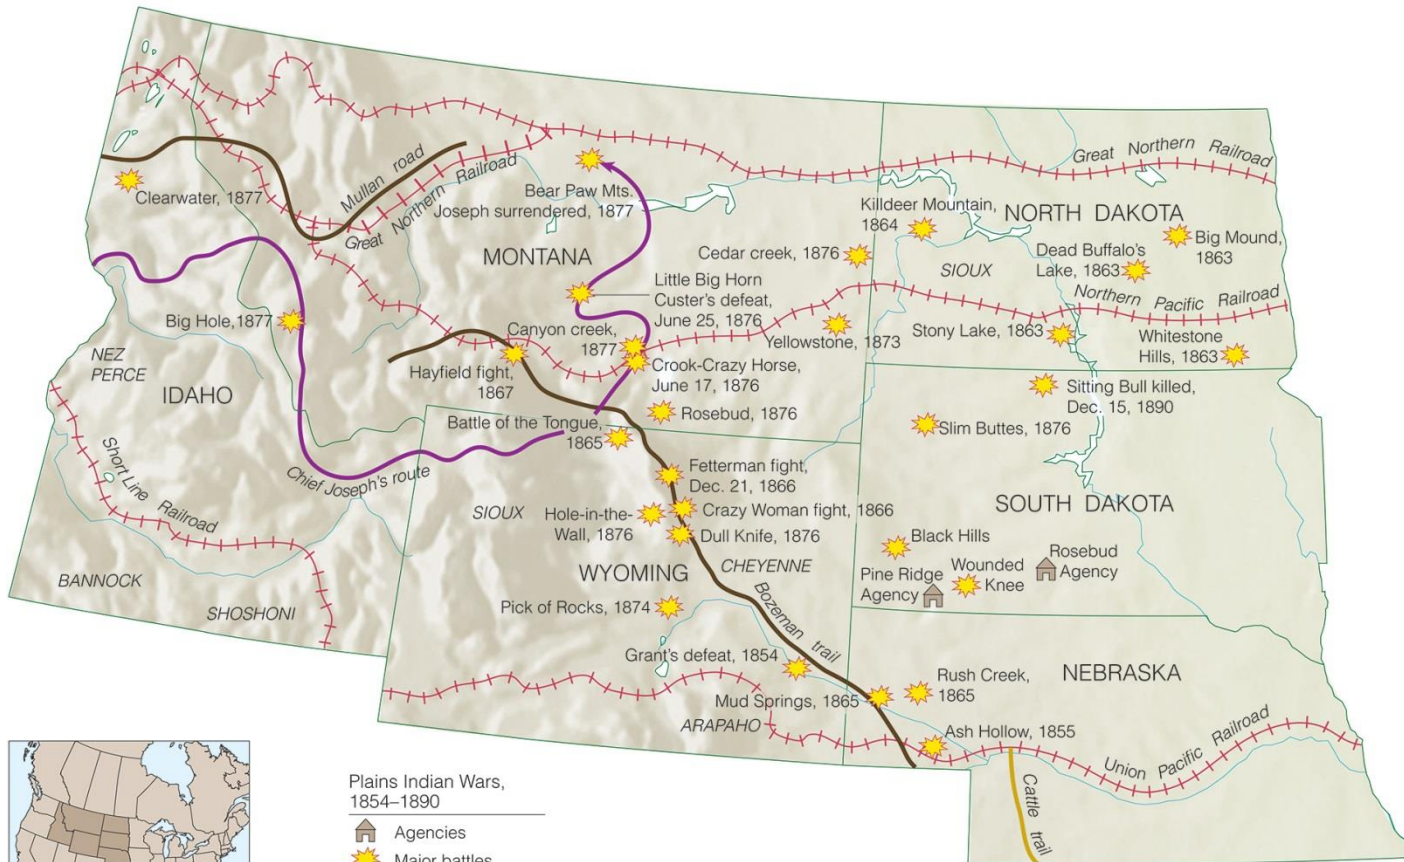 Great Northern Railroad
Mullan road
Clearwater, 1877
Great Northern Railroad
Bear Paw Mts.
Joseph surrendered, 1877
Killdeer Mountain,
1864
NORTH DAKOTA
Big Mound,
1863
MONTANA
Cedar creek, 1876
SIOUX
Dead Buffalo's
Lake, 1863
Little Big Horn
Custer's defeat,
June 25, 1876
Northern Pacific Railroad
Big Hole,1877
Canyon creek,
1877
Yellowstone, 1873
Stony Lake, 1863
Whitestone
Hills, 1863
NEZ
PERCE
Hayfield fight,
1867
Crook-Crazy Horse,
June 17, 1876
IDAHO
Sitting Bull killed,
Dec. 15, 1890
Battle of the Tongue,
1865
Rosebud, 1876
Slim Buttes, 1876
Short Line Railroad
Chief Joseph's route
Fetterman fight,
Dec. 21, 1866
SIOUX
Hole-in-the-
Wall, 1876
Crazy Woman fight, 1866
SOUTH DAKOTA
Dull Knife, 1876
Black Hills
WYOMING
CHEYENNE
Pine Ridge
Agency
Wounded
Knee
Rosebud
Agency
BANNOCK
SHOSHONI
Pick of Rocks, 1874
Bozeman trail
Grant's defeat, 1854
NEBRASKA
Mud Springs, 1865
Rush Creek,
1865
ARAPAHO
Ash Hollow, 1855
Union Pacific Railroad
Cattle trail
Plains Indian Wars,
1854–1890
Agencies
Major battles